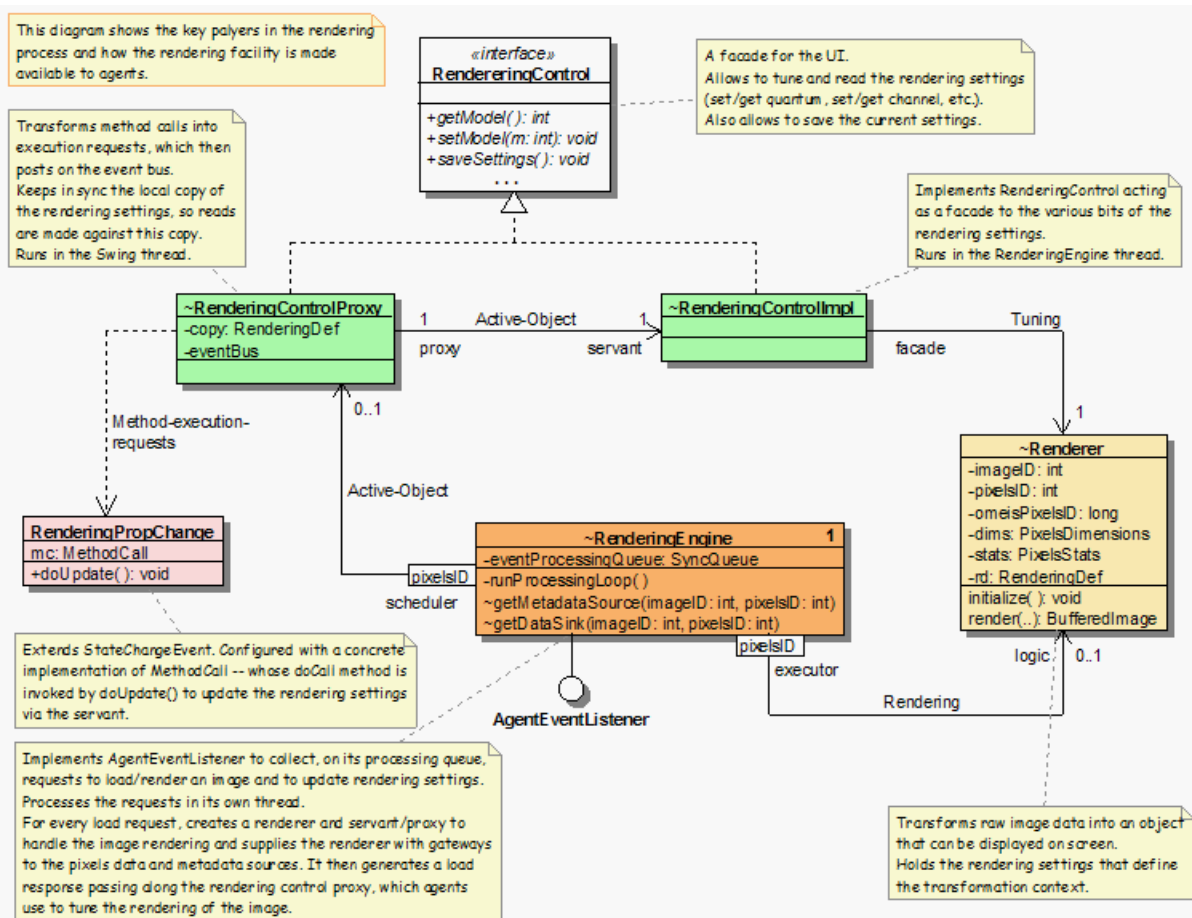 This diagram shows the key palyers in the rendering
process and how the rendering facility is made
available to agents.
«interface»
RendereringControl
+getModel( ): int
+setModel(m: int): void
+saveSettings( ): void
...
A facade for the UI.
Allows to tune and read the rendering settings
(set/get quantum, set/get channel, etc.).
Also allows to save the current settings.
Transforms method calls into
execution requests, which then
posts on the event bus.
Keeps in sync the local copy of
the rendering settings, so reads
are made against this copy.
Runs in the Swing thread.
Implements RenderingControl acting
as a facade to the various bits of the
rendering settings.
Runs in the RenderingEngine thread.
~RenderingControlProxy
-copy: RenderingDef
-eventBus
1
Active-Object
1
proxy
servant
~RenderingControlImpl
Tuning
facade
1
0..1
Method-execution-
requests
Active-Object
~Renderer
-imageID: int
-pixelsID: int
-omeisPixelsID: long
-dims: PixelsDimensions
-stats: PixelsStats
-rd: RenderingDef
initialize( ): void
render(..): BufferedImage
RenderingPropChange
mc: MethodCall
+doUpdate( ): void
pixelsID
scheduler
~RenderingEngine
1
-eventProcessingQueue: SyncQueue
-runProcessingLoop( )
~getMetadataSource(imageID: int, pixelsID: int)
~getDataSink(imageID: int, pixelsID: int)
pixelsID
executor
logic
0..1
Rendering
AgentEventListener
Extends StateChangeEvent. Configured with a concrete
implementation of MethodCall -- whose doCall method is
invoked by doUpdate() to update the rendering settings
via the servant.
Implements AgentEventListener to collect, on its processing queue,
requests to load/render an image and to update rendering settings.
Processes the requests in its own thread.
For every load request, creates a renderer and servant/proxy to
handle the image rendering and supplies the renderer with gateways
to the pixels data and metadata sources. It then generates a load
response passing along the rendering control proxy, which agents
use to tune the rendering of the image.
Transforms raw image data into an object
that can be displayed on screen.
Holds the rendering settings that define
the transformation context.